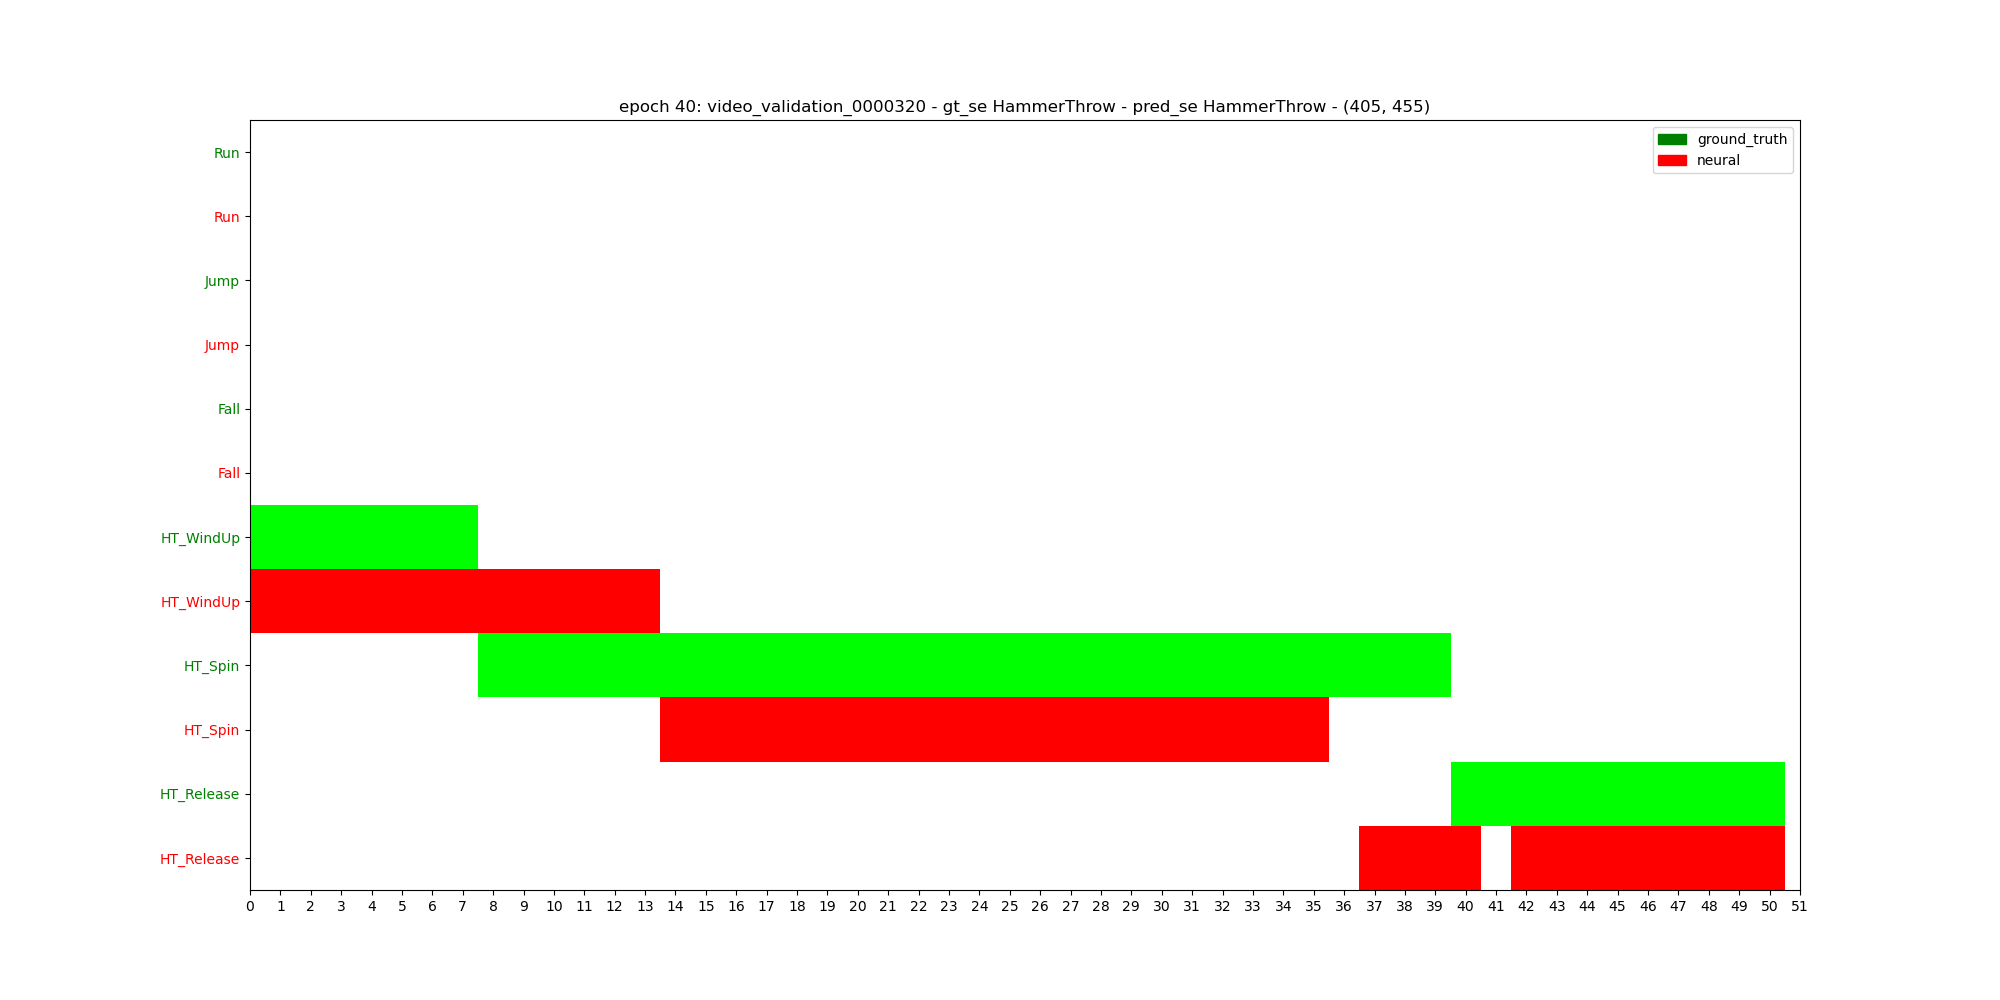 epoch 40: video_validation_0000320 - gt_se HammerThrow - pred_se HammerThrow - (405, 455)
ground_truth
neural
Run
Run
Jump
Jump
Fall
Fall
HT_WindUp
HT_WindUp
HT_Spin
HT_Spin
HT_Release
HT_Release
0 1 2 3 4 5 6 7 8 9 10 11 12 13 14 15 16 17 18 19 20 21 22 23 24 25 26 27 28 29 30 31 32 33 34 35 36 37 38 39 40 41 42 43 44 45 46 47 48 49 50 51